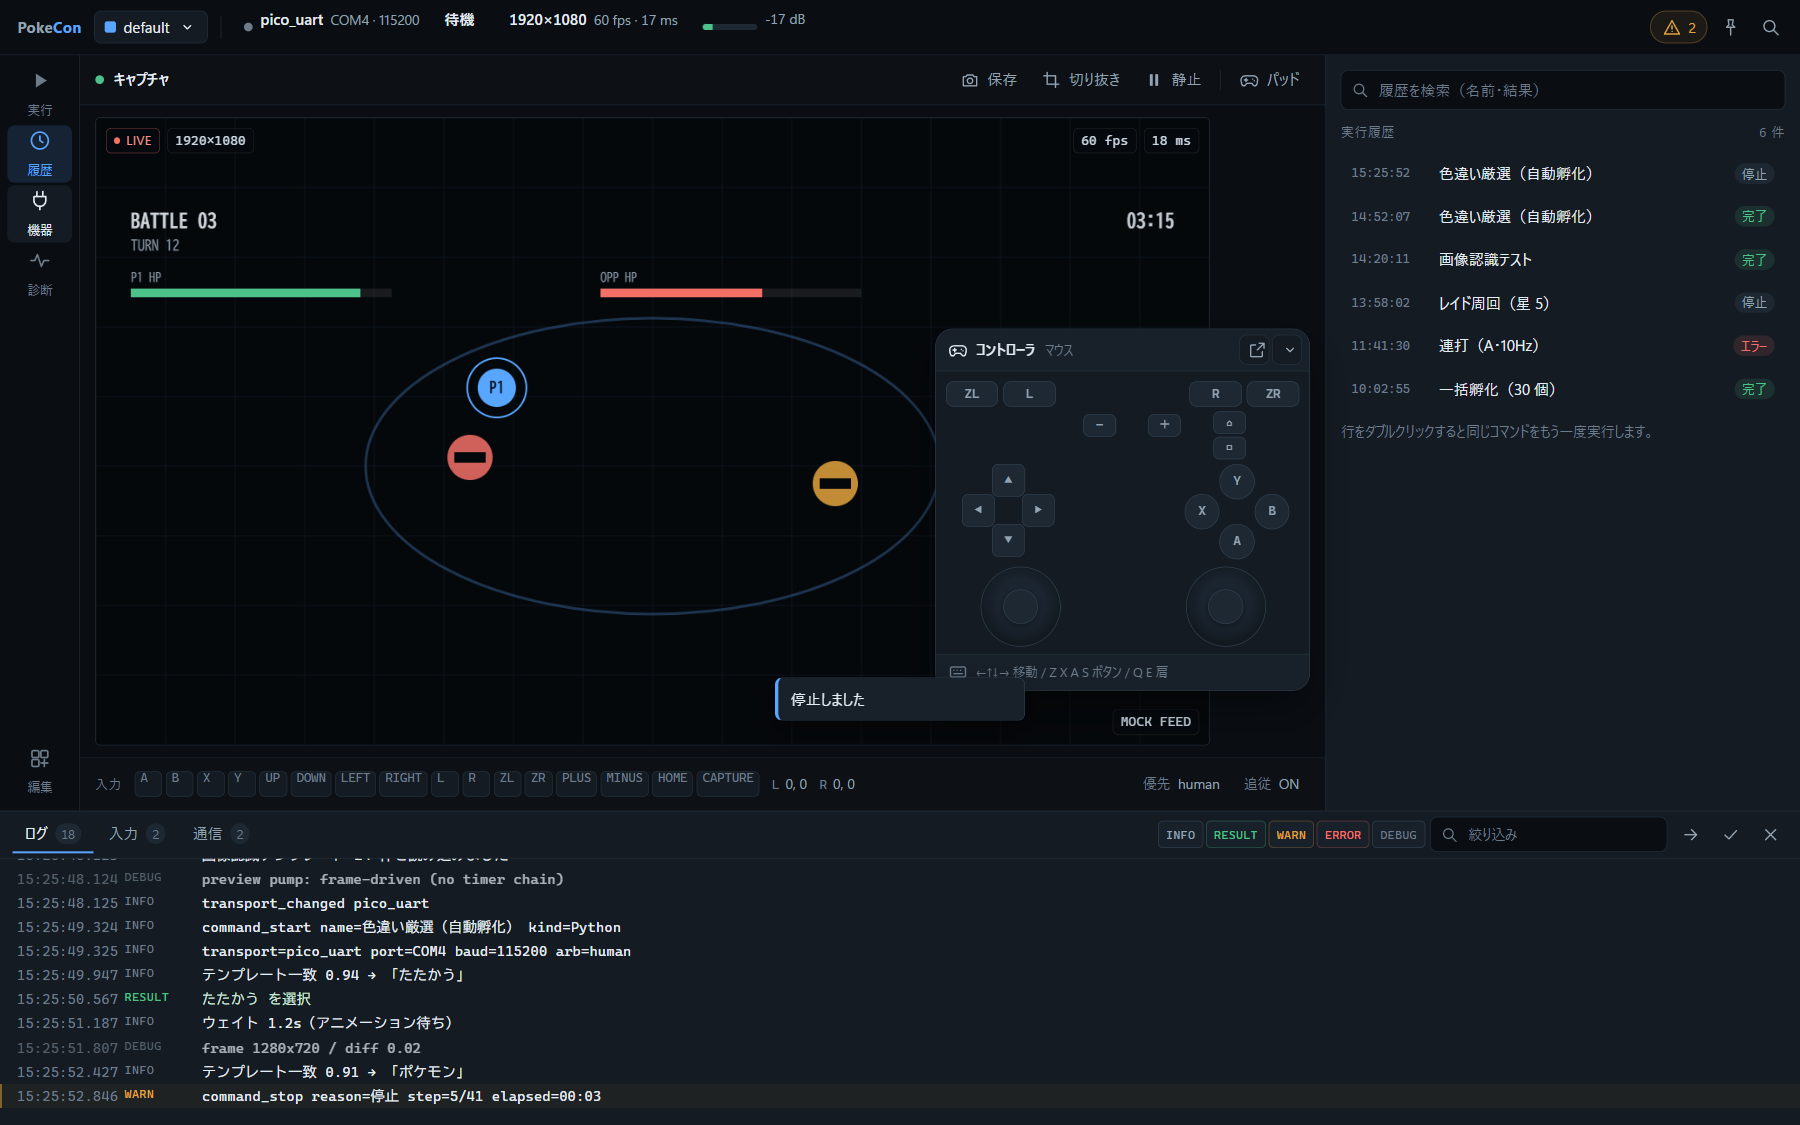 PokeCon default pico_uart COM4 · 115200 待機 1920×1080 60 fps · 17 ms -17 dB 2
実行
履歴
機器
診断
編集
キャプチャ 保存 切り抜き 静止 パッド
LIVE 1920×1080 60 fps 18 ms
BATTLE 03 03:15
TURN 12
P1 HP OPP HP
P1
コントローラ マウス
ZL L R ZR
− +
Y
X B
A
←↑↓→ 移動 / Z X A S ボタン / Q E 肩
停止しました
MOCK FEED
入力 A B X Y UP DOWN LEFT RIGHT L R ZL ZR PLUS MINUS HOME CAPTURE L 0, 0 R 0, 0 優先 human 追従 ON
履歴を検索（名前・結果）
実行履歴 6 件
15:25:52 色違い厳選（自動孵化） 停止
14:52:07 色違い厳選（自動孵化） 完了
14:20:11 画像認識テスト 完了
13:58:02 レイド周回（星 5） 停止
11:41:30 連打（A・10Hz） エラー
10:02:55 一括孵化（30 個） 完了
行をダブルクリックすると同じコマンドをもう一度実行します。
ログ 18 入力 2 通信 2 INFO RESULT WARN ERROR DEBUG 絞り込み
15:25:48.124 DEBUG preview pump: frame-driven (no timer chain)
15:25:48.125 INFO transport_changed pico_uart
15:25:49.324 INFO command_start name=色違い厳選（自動孵化） kind=Python
15:25:49.325 INFO transport=pico_uart port=COM4 baud=115200 arb=human
15:25:49.947 INFO テンプレート一致 0.94 → 「たたかう」
15:25:50.567 RESULT たたかう を選択
15:25:51.187 INFO ウェイト 1.2s（アニメーション待ち）
15:25:51.807 DEBUG frame 1280x720 / diff 0.02
15:25:52.427 INFO テンプレート一致 0.91 → 「ポケモン」
15:25:52.846 WARN command_stop reason=停止 step=5/41 elapsed=00:03